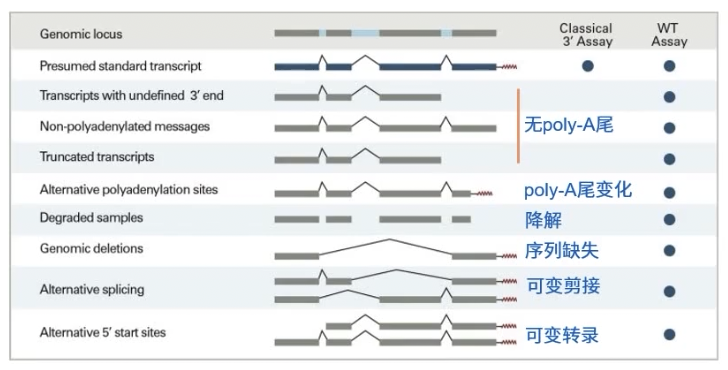 Genomic locus
Classical 3′ Assay
WT Assay
Presumed standard transcript
Transcripts with undefined 3′ end
Non-polyadenylated messages
无poly-A尾
Truncated transcripts
Alternative polyadenylation sites
poly-A尾变化
Degraded samples
降解
Genomic deletions
序列缺失
Alternative splicing
可变剪接
Alternative 5′ start sites
可变转录